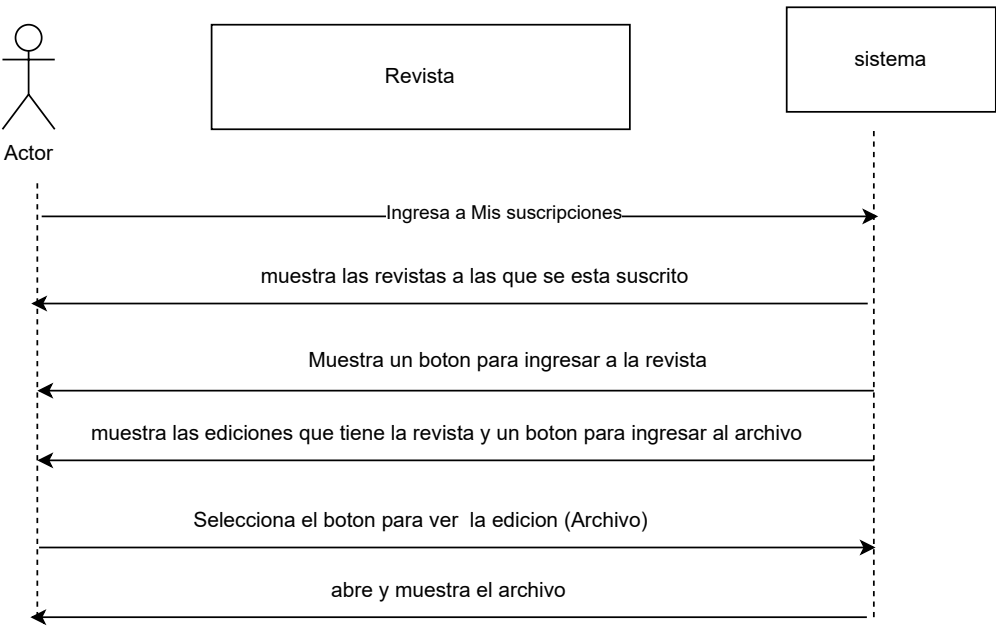 sistema
Revista
Actor
Ingresa a Mis suscripciones
muestra las revistas a las que se esta suscrito
Muestra un boton para ingresar a la revista
muestra las ediciones que tiene la revista y un boton para ingresar al archivo
Selecciona el boton para ver la edicion (Archivo)
abre y muestra el archivo